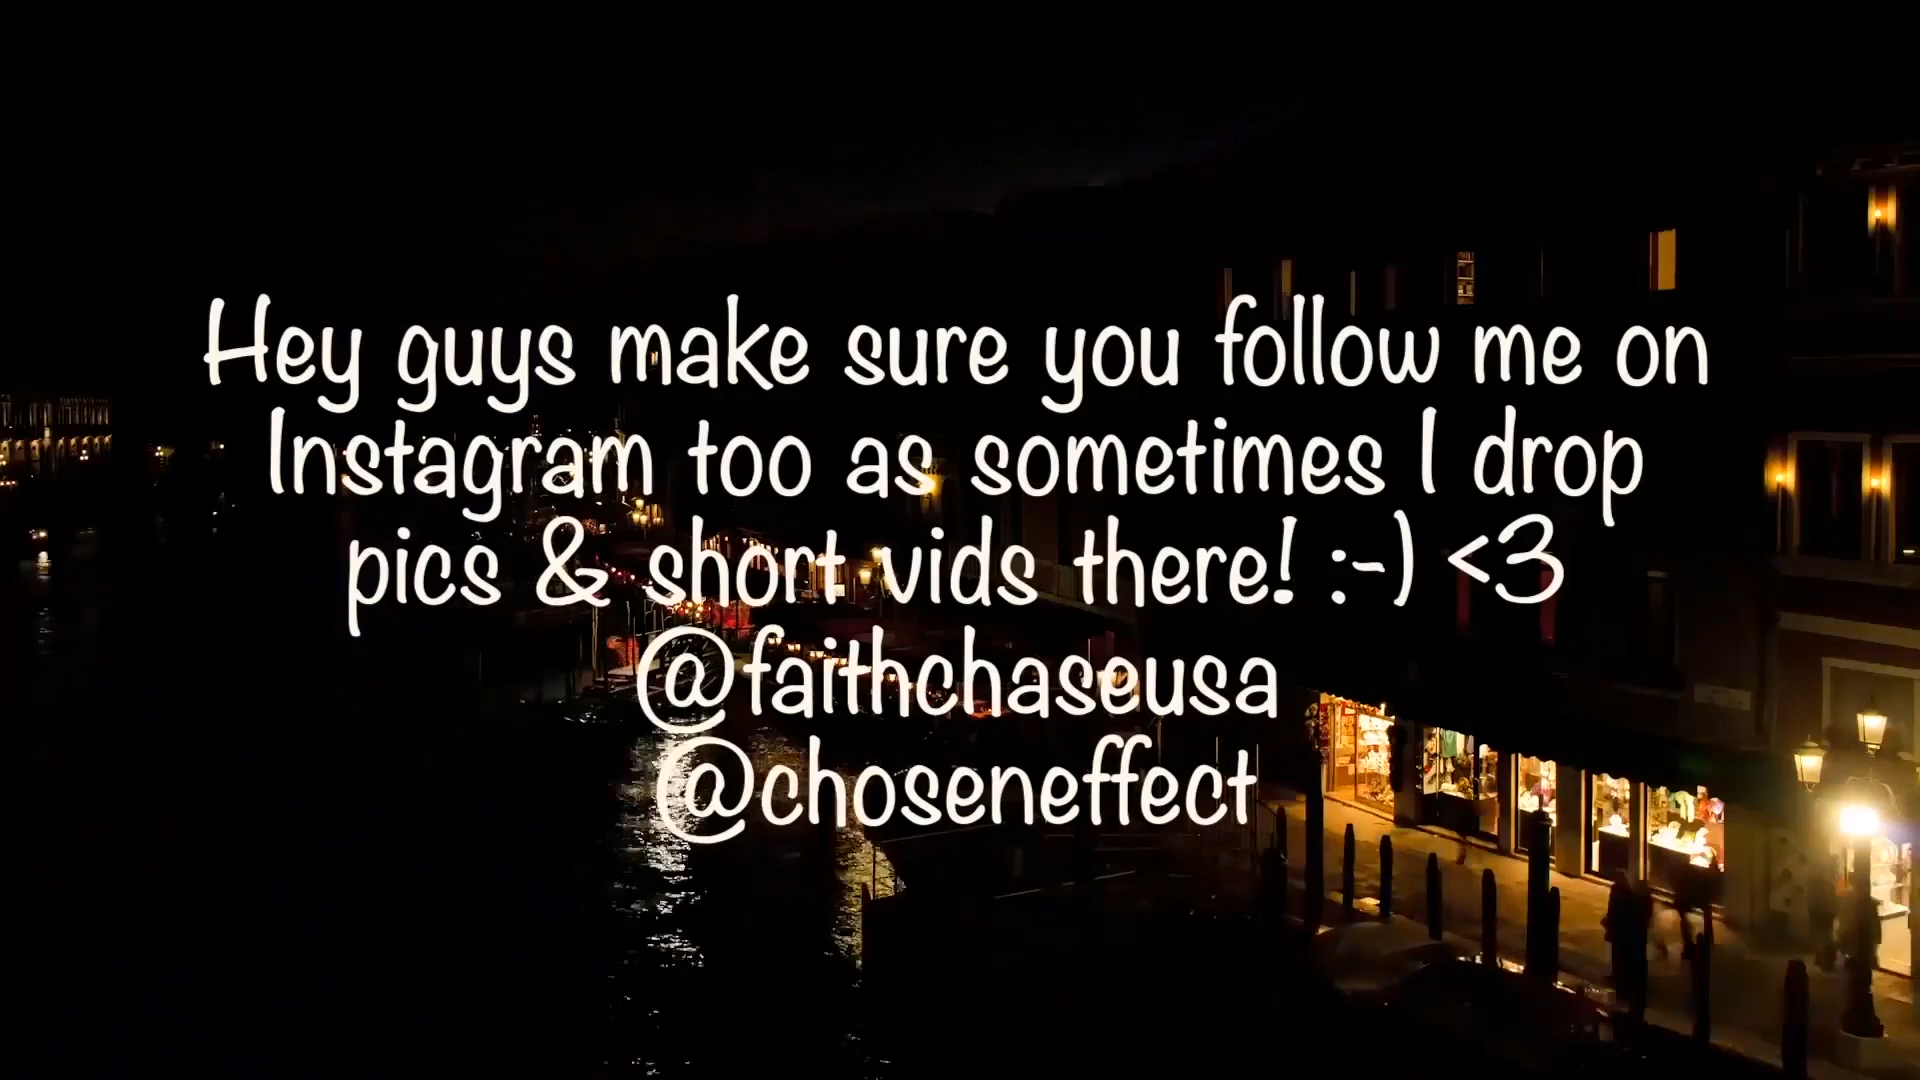 Hey guys make sure you follow me on
Instagram too as sometimes I drop
pics & short vids there! :-) <3
@faithchaseusa
@choseneffect